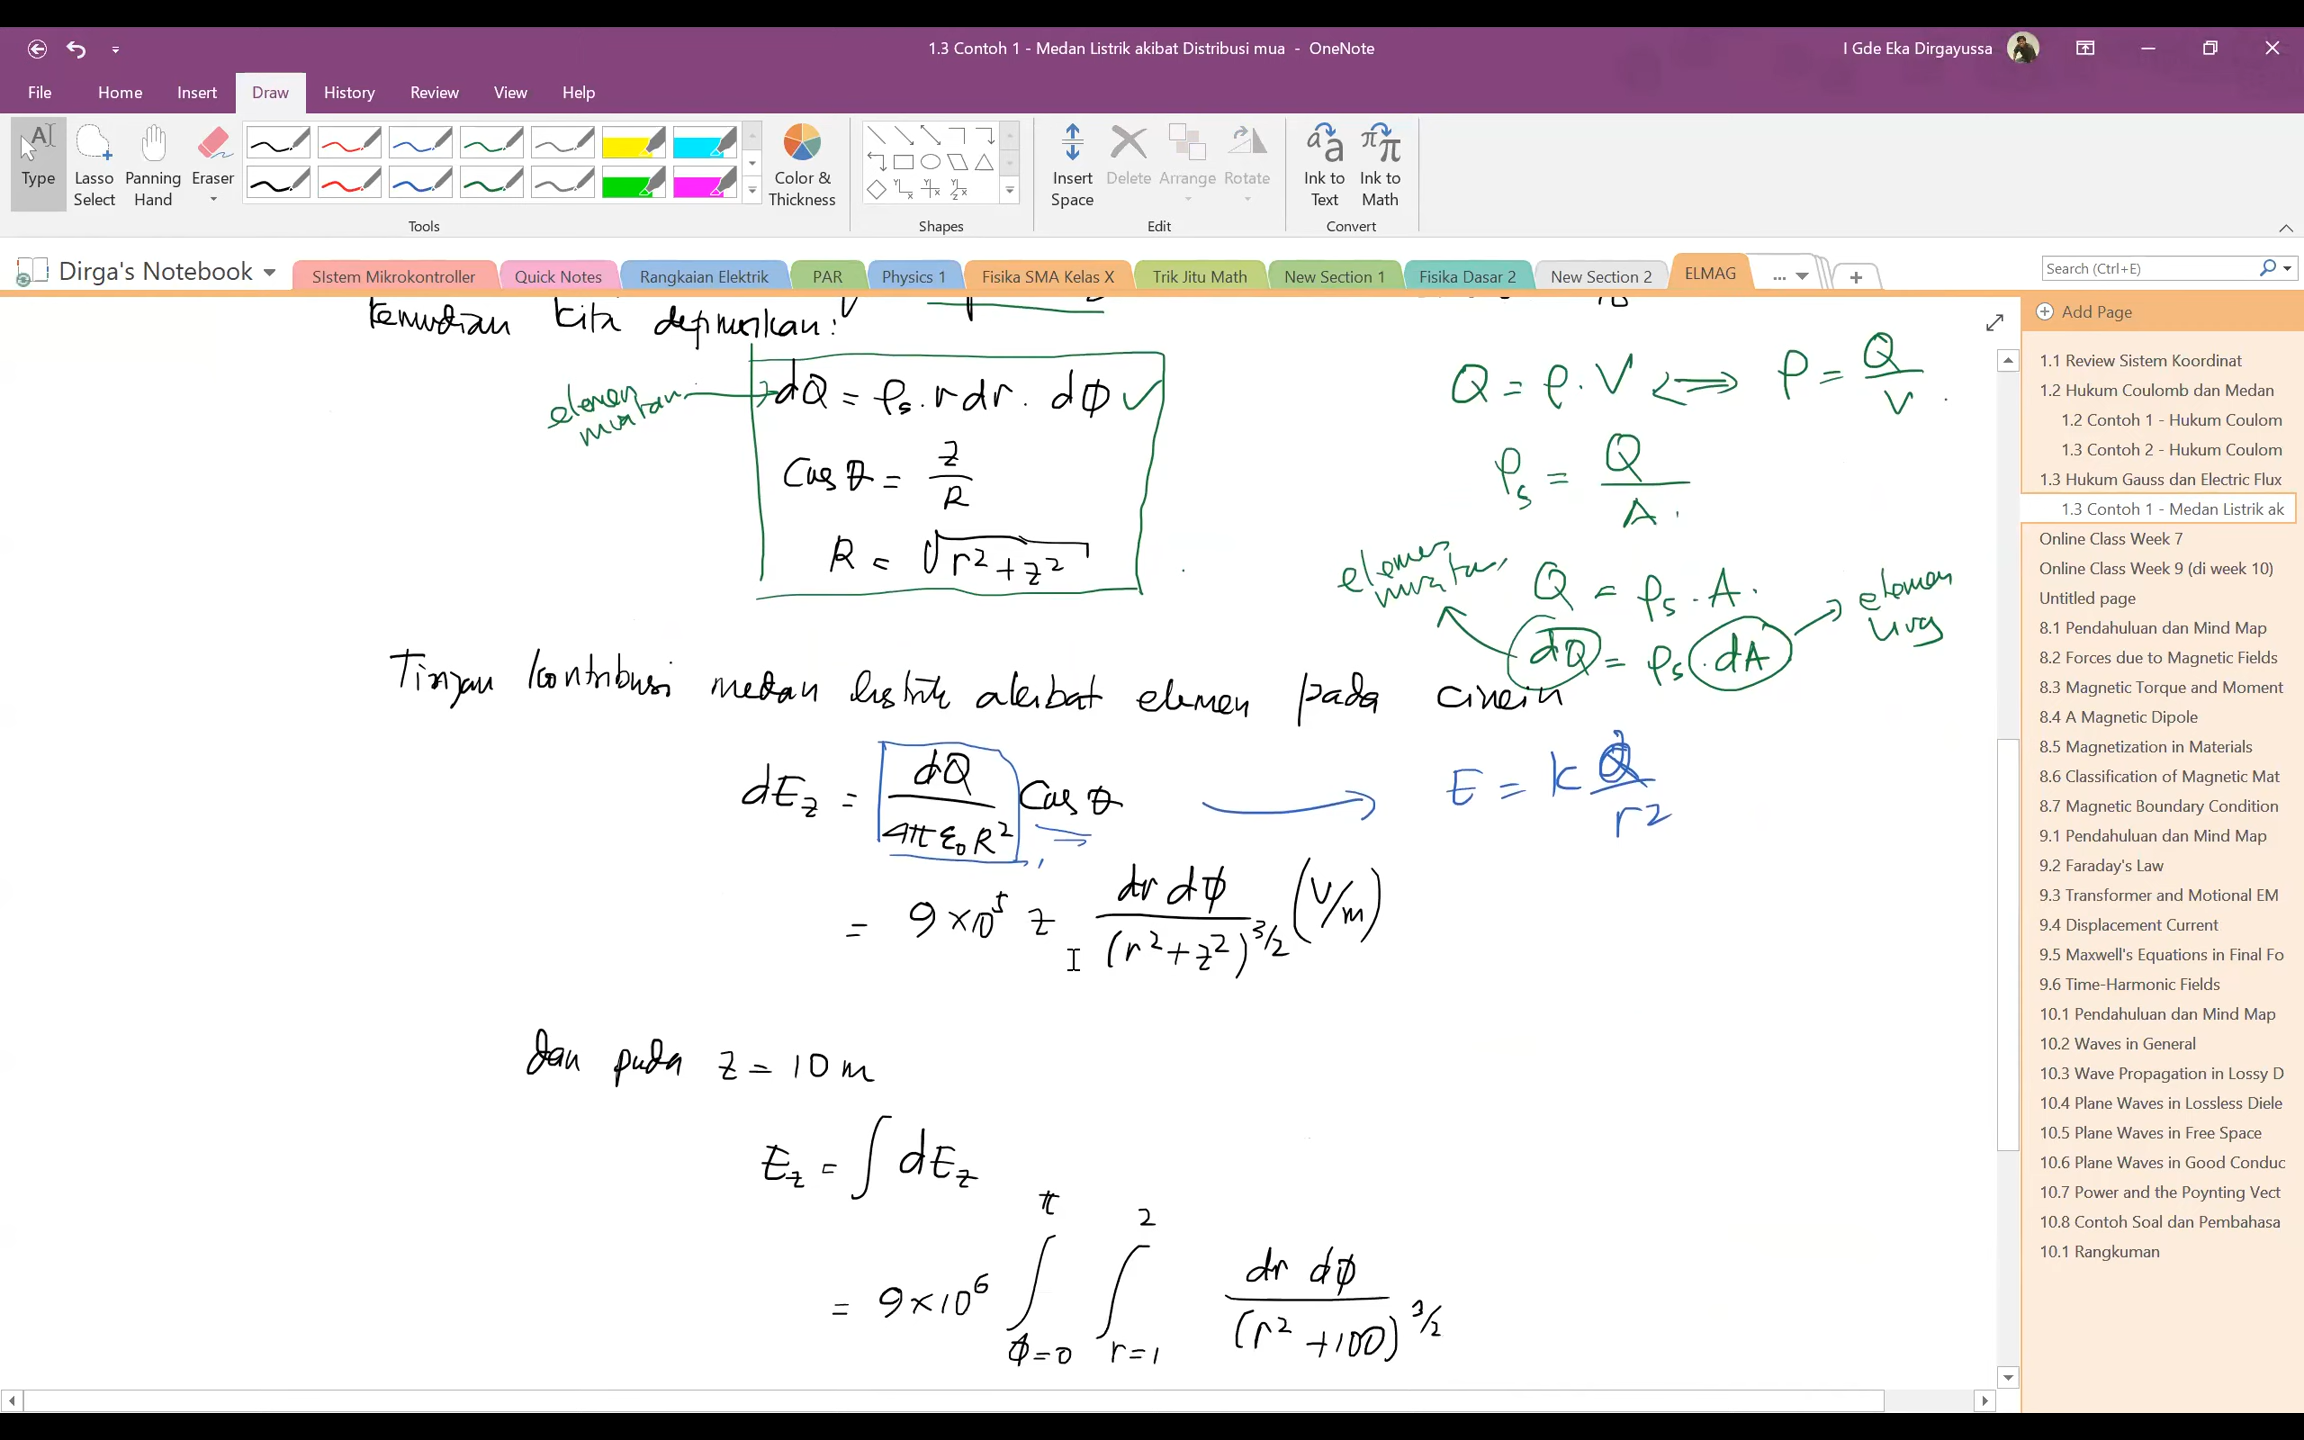 1.3 Contoh 1 - Medan Listrik akibat Distribusi mua - OneNote
I Gde Eka Dirgayussa
File Home Insert Draw History Review View Help
Type
Lasso Select
Panning Hand
Eraser
Color & Thickness
Insert Space
Delete
Arrange
Rotate
Ink to Text
Ink to Math
Tools
Shapes
Edit
Convert
Dirga's Notebook
SIstem Mikrokontroller
Quick Notes
Rangkaian Elektrik
PAR
Physics 1
Fisika SMA Kelas X
Trik Jitu Math
New Section 1
Fisika Dasar 2
New Section 2
ELMAG
...
Search (Ctrl+E)
Kemudian kita definisikan:
elemen muatan
dQ = ρs . r dr . dϕ ✓
Cos θ = z/R
R = √(r² + z²)
Q = ρ . V ⟺ ρ = Q/V
ρs = Q/A
elemen muatan
Q = ρs . A .
dQ = ρs . dA
elemen luas
Tinjau kontribusi medan listrik akibat elemen pada cincin
dEz = dQ/(4π ε₀ R²) Cos θ
E = k Q/r²
= 9 × 10⁵ z dr dϕ/(r² + z²)^3/2 (V/m)
dan pada z = 10 m
Ez = ∫ dEz
= 9 × 10⁶ ∫ϕ=0^π ∫r=1^2 dr dϕ/(r² + 100)^3/2
Add Page
1.1 Review Sistem Koordinat
1.2 Hukum Coulomb dan Medan
1.2 Contoh 1 - Hukum Coulom
1.3 Contoh 2 - Hukum Coulom
1.3 Hukum Gauss dan Electric Flux
1.3 Contoh 1 - Medan Listrik ak
Online Class Week 7
Online Class Week 9 (di week 10)
Untitled page
8.1 Pendahuluan dan Mind Map
8.2 Forces due to Magnetic Fields
8.3 Magnetic Torque and Moment
8.4 A Magnetic Dipole
8.5 Magnetization in Materials
8.6 Classification of Magnetic Mat
8.7 Magnetic Boundary Condition
9.1 Pendahuluan dan Mind Map
9.2 Faraday's Law
9.3 Transformer and Motional EM
9.4 Displacement Current
9.5 Maxwell's Equations in Final Fo
9.6 Time-Harmonic Fields
10.1 Pendahuluan dan Mind Map
10.2 Waves in General
10.3 Wave Propagation in Lossy D
10.4 Plane Waves in Lossless Diele
10.5 Plane Waves in Free Space
10.6 Plane Waves in Good Conduc
10.7 Power and the Poynting Vect
10.8 Contoh Soal dan Pembahasa
10.1 Rangkuman